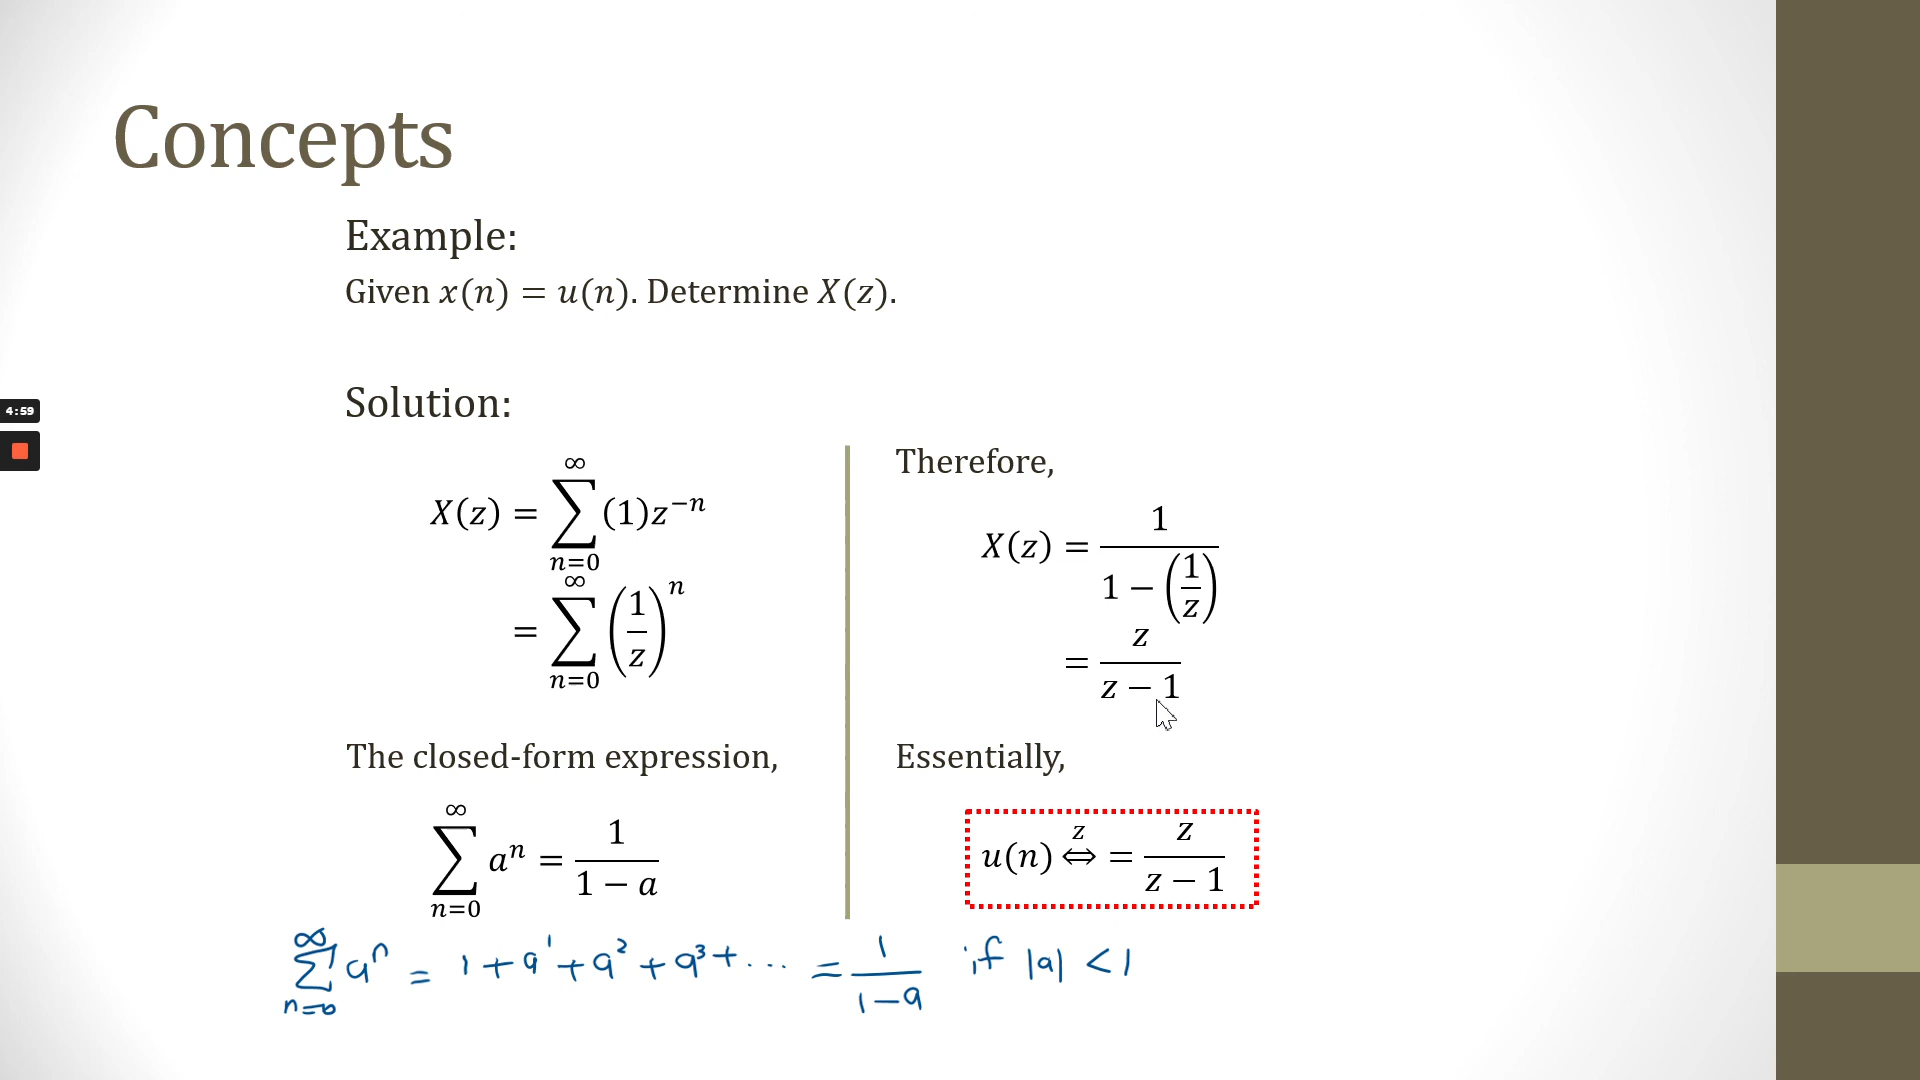 Concepts
Example:
Given x(n) = u(n). Determine X(z).
4:59
Solution:
X(z) = ∑_{n=0}^{∞} (1)z^{−n}
= ∑_{n=0}^{∞} (1/z)^n
The closed-form expression,
∑_{n=0}^{∞} a^n = 1/(1 − a)
Therefore,
X(z) = 1/(1 − (1/z))
= z/(z − 1)
Essentially,
u(n) ⇔^z = z/(z − 1)
∑_{n=0}^{∞} a^n = 1 + a^1 + a^2 + a^3 + ... = 1/(1−a) if |a| < 1